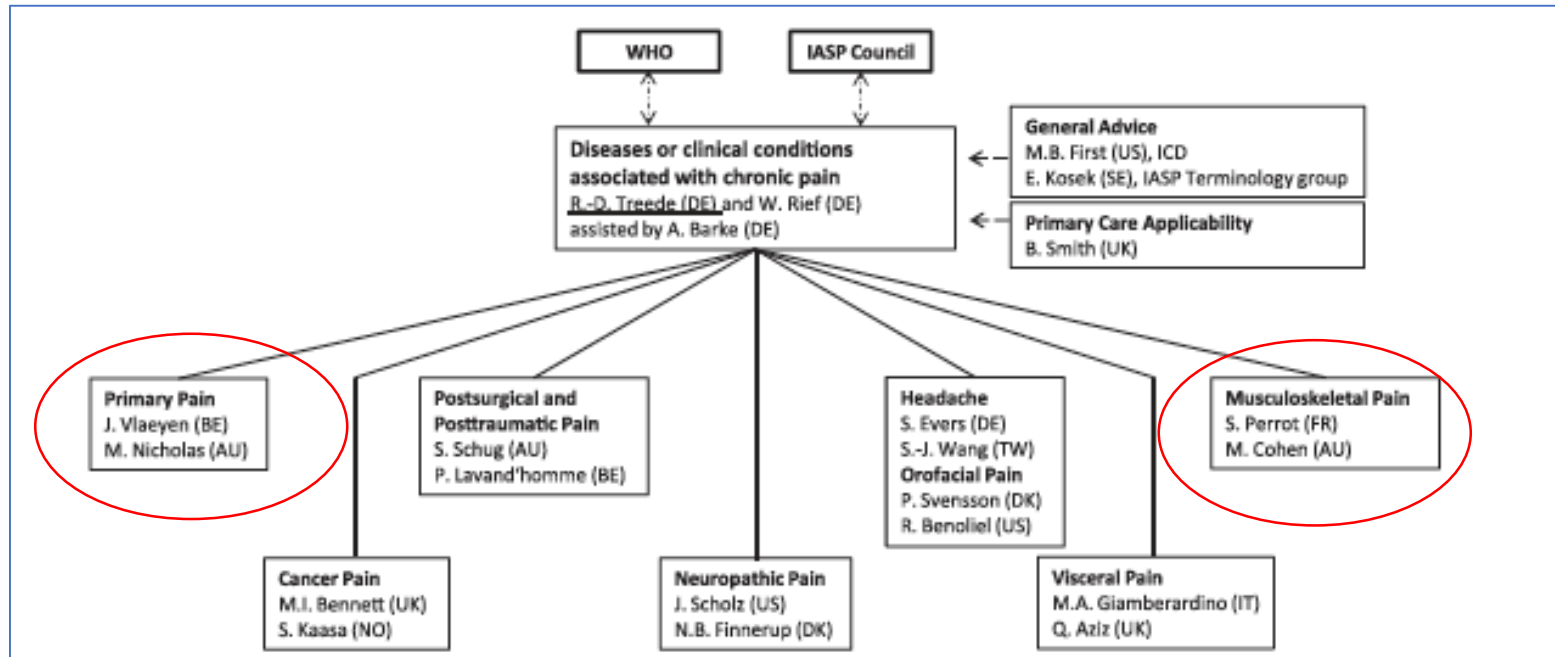 WHO
IASP Council
Diseases or clinical conditions
associated with chronic pain
R.-D. Treede (DE) and W. Rief (DE)
assisted by A. Barke (DE)
General Advice
M.B. First (US), ICD
E. Kosek (SE), IASP Terminology group
Primary Care Applicability
B. Smith (UK)
Primary Pain
J. Vlaeyen (BE)
M. Nicholas (AU)
Postsurgical and
Posttraumatic Pain
S. Schug (AU)
P. Lavand'homme (BE)
Headache
S. Evers (DE)
S.-J. Wang (TW)
Orofacial Pain
P. Svensson (DK)
R. Benoliel (US)
Musculoskeletal Pain
S. Perrot (FR)
M. Cohen (AU)
Cancer Pain
M.I. Bennett (UK)
S. Kaasa (NO)
Neuropathic Pain
J. Scholz (US)
N.B. Finnerup (DK)
Visceral Pain
M.A. Giamberardino (IT)
Q. Aziz (UK)